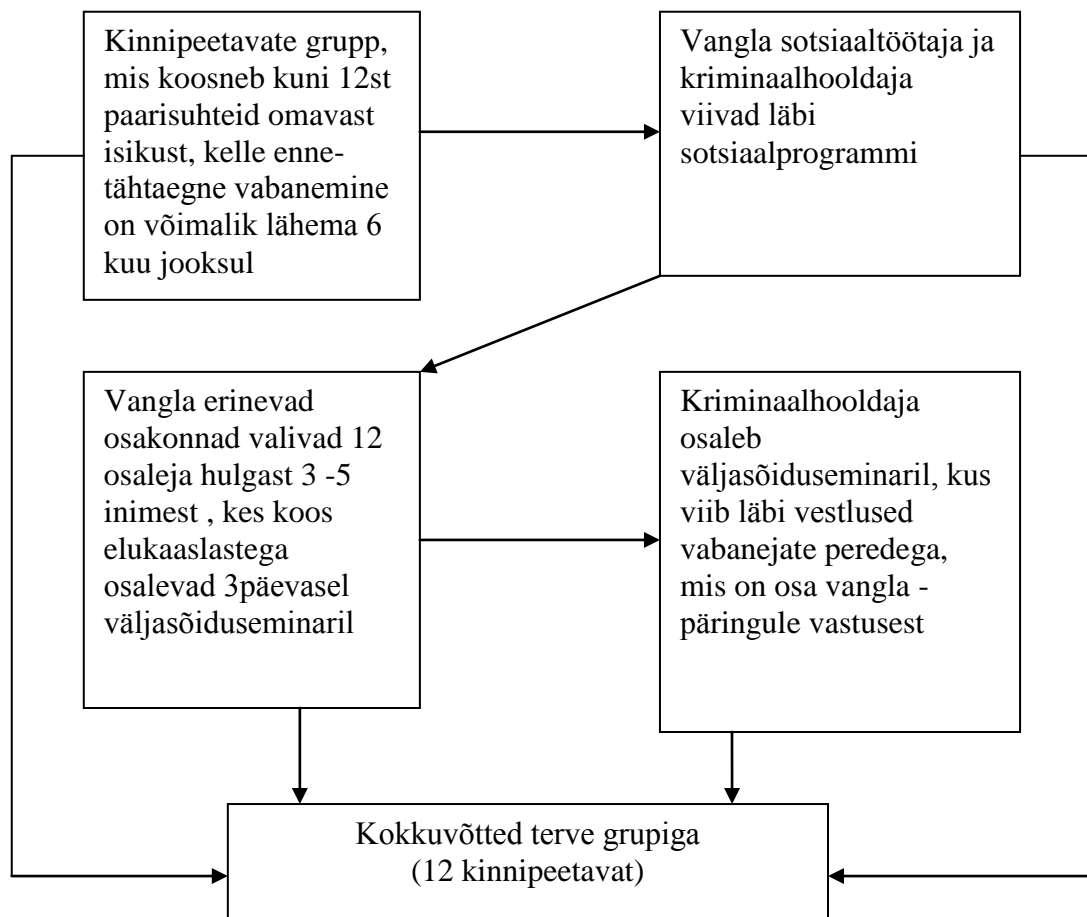 Kinnipeetavate grupp,
mis koosneb kuni 12st
paarisuhteid omavast
isikust, kelle enne-
tähtaegne vabanemine
on võimalik lähema 6
kuu jooksul
Vangla sotsiaaltöötaja ja
kriminaalhooldaja
viivad läbi
sotsiaalprogrammi
Vangla erinevad
osakonnad valivad 12
osaleja hulgast 3 -5
inimest , kes koos
elukaaslastega
osalevad 3päevasel
väljasõiduseminaril
Kriminaalhooldaja
osaleb
väljasõiduseminaril, kus
viib läbi vestlused
vabanejate peredega,
mis on osa vangla -
päringule vastusest
Kokkuvõtted terve grupiga
(12 kinnipeetavat)